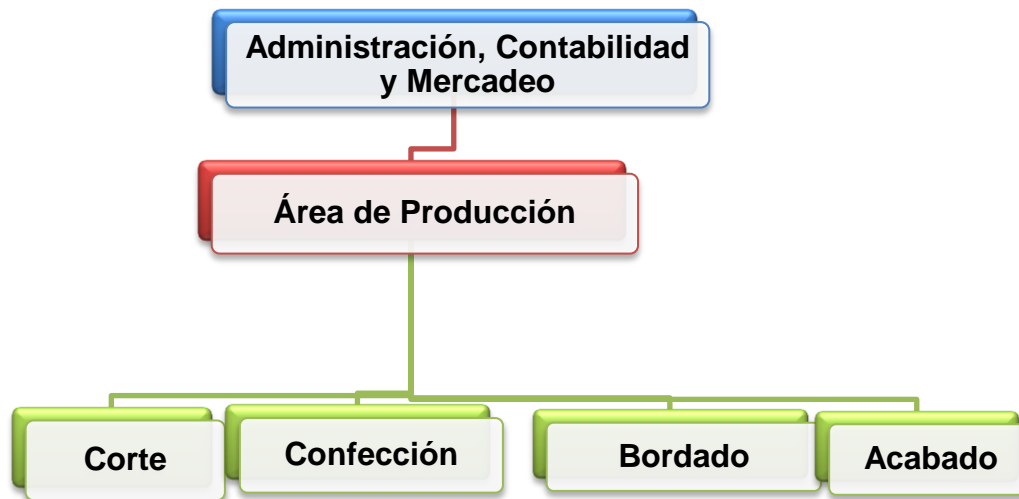 Administración, Contabilidad
y Mercadeo
Área de Producción
Corte
Confección
Bordado
Acabado